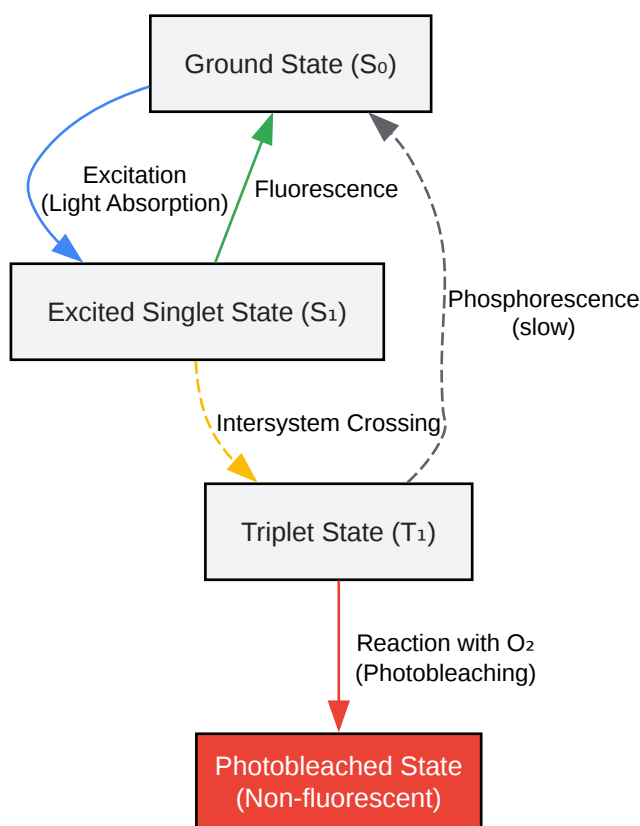 Ground State (S₀)
Excitation
(Light Absorption)
Fluorescence
Excited Singlet State (S₁)
Phosphorescence
(slow)
Intersystem Crossing
Triplet State (T₁)
Reaction with O₂
(Photobleaching)
Photobleached State
(Non-fluorescent)